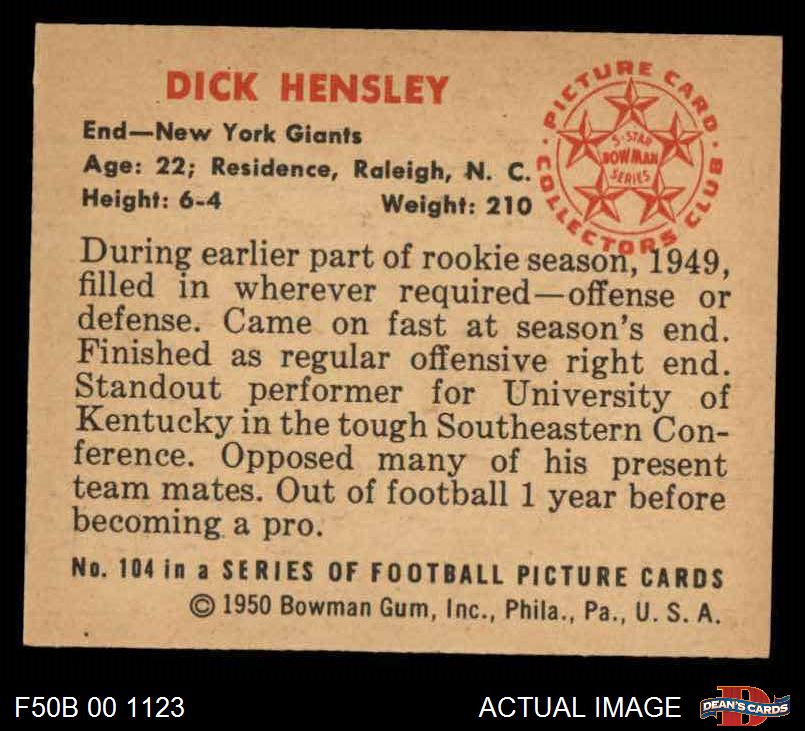 DICK HENSLEY
End—New York Giants
Age: 22; Residence, Raleigh, N. C.
Height: 6-4 Weight: 210
PICTURE CARD
COLLECTORS CLUB
5-STAR
BOWMAN
SERIES
During earlier part of rookie season, 1949,
filled in wherever required—offense or
defense. Came on fast at season's end.
Finished as regular offensive right end.
Standout performer for University of
Kentucky in the tough Southeastern Con-
ference. Opposed many of his present
team mates. Out of football 1 year before
becoming a pro.
No. 104 in a SERIES OF FOOTBALL PICTURE CARDS
© 1950 Bowman Gum, Inc., Phila., Pa., U. S. A.
F50B 00 1123 ACTUAL IMAGE DEAN'S CARDS